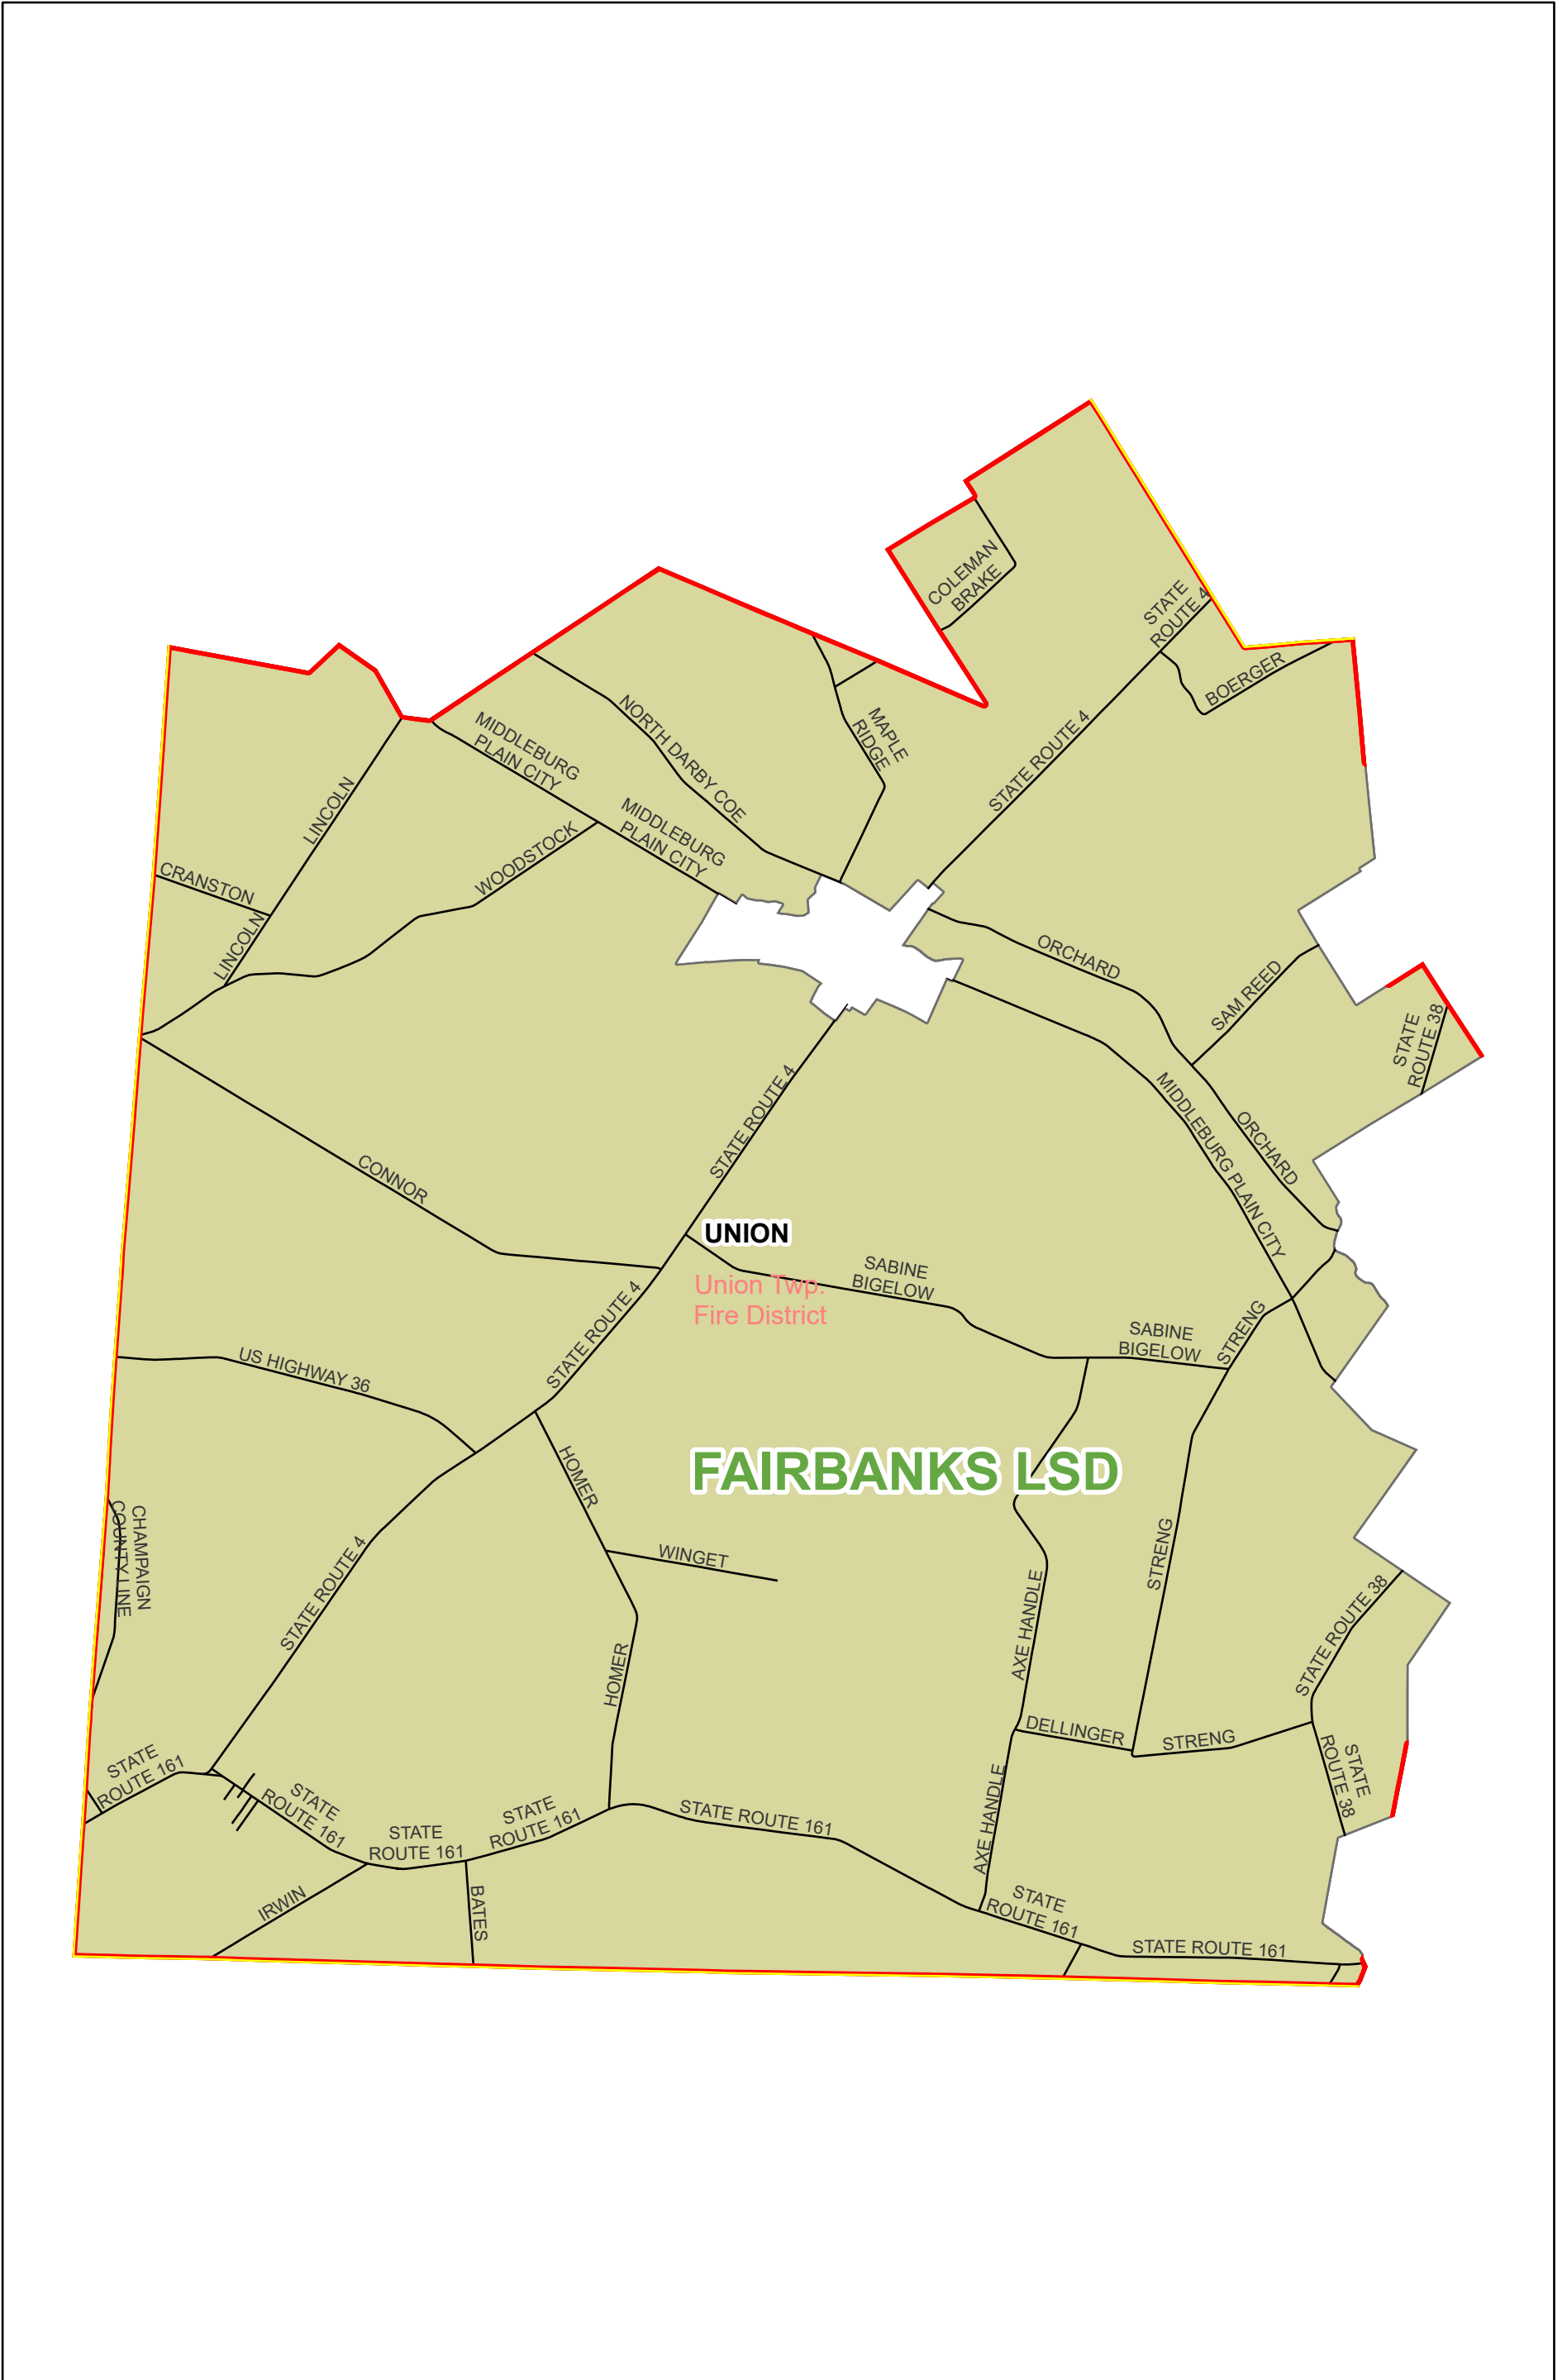 COLEMAN
BRAKE
STATE
ROUTE 4
BOERGER
NORTH DARBY COE
MIDDLEBURG
PLAIN CITY
MAPLE
RIDGE
STATE ROUTE 4
LINCOLN
MIDDLEBURG
PLAIN CITY
WOODSTOCK
CRANSTON
LINCOLN
ORCHARD
SAM REED
STATE
ROUTE 38
STATE ROUTE 4
MIDDLEBURG PLAIN CITY
ORCHARD
CONNOR
UNION
SABINE
BIGELOW
Union Twp.
Fire District
STATE ROUTE 4
SABINE
BIGELOW
STRENG
US HIGHWAY 36
HOMER
FAIRBANKS LSD
CHAMPAIGN
COUNTY LINE
WINGET
STRENG
STATE ROUTE 4
AXE HANDLE
STATE ROUTE 38
HOMER
DELLINGER
STRENG
STATE
ROUTE 38
STATE
ROUTE 161
STATE
ROUTE 161
STATE
ROUTE 161
STATE
ROUTE 161
STATE ROUTE 161
AXE HANDLE
IRWIN
BATES
STATE
ROUTE 161
STATE ROUTE 161